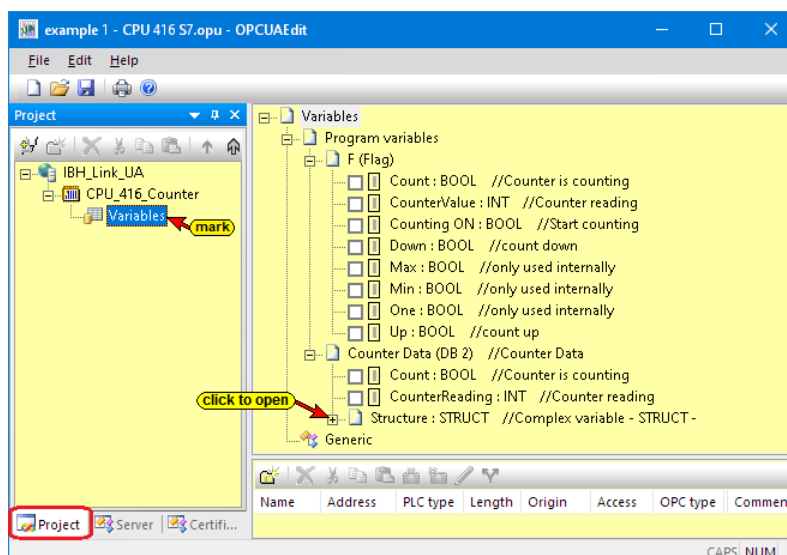 example 1 - CPU 416 S7.opu - OPCUAEdit
File Edit Help
Project
IBH_Link_UA
CPU_416_Counter
Variables
mark
Variables
Program variables
F (Flag)
Count : BOOL //Counter is counting
CounterValue : INT //Counter reading
Counting ON : BOOL //Start counting
Down : BOOL //count down
Max : BOOL //only used internally
Min : BOOL //only used internally
One : BOOL //only used internally
Up : BOOL //count up
Counter Data (DB 2) //Counter Data
Count : BOOL //Counter is counting
CounterReading : INT //Counter reading
click to open
Structure : STRUCT //Complex variable - STRUCT -
Generic
Name Address PLC type Length Origin Access OPC type Commen
Project Server Certifi...
CAPS NUM